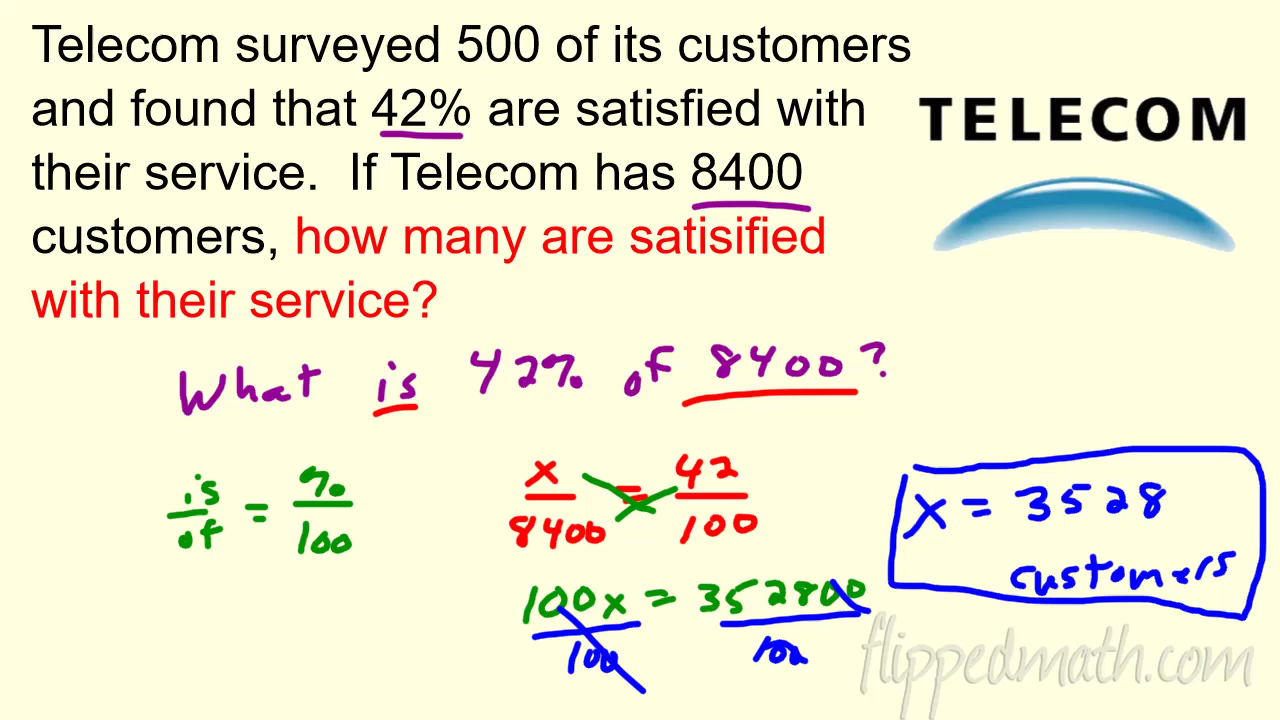 Telecom surveyed 500 of its customers
and found that 42% are satisfied with
their service. If Telecom has 8400
customers, how many are satisified
with their service?
TELECOM
What is 42% of 8400?
is/of = %/100
x/8400 = 42/100
100x = 352800
100 100
x = 3528
customers
flippedmath.com